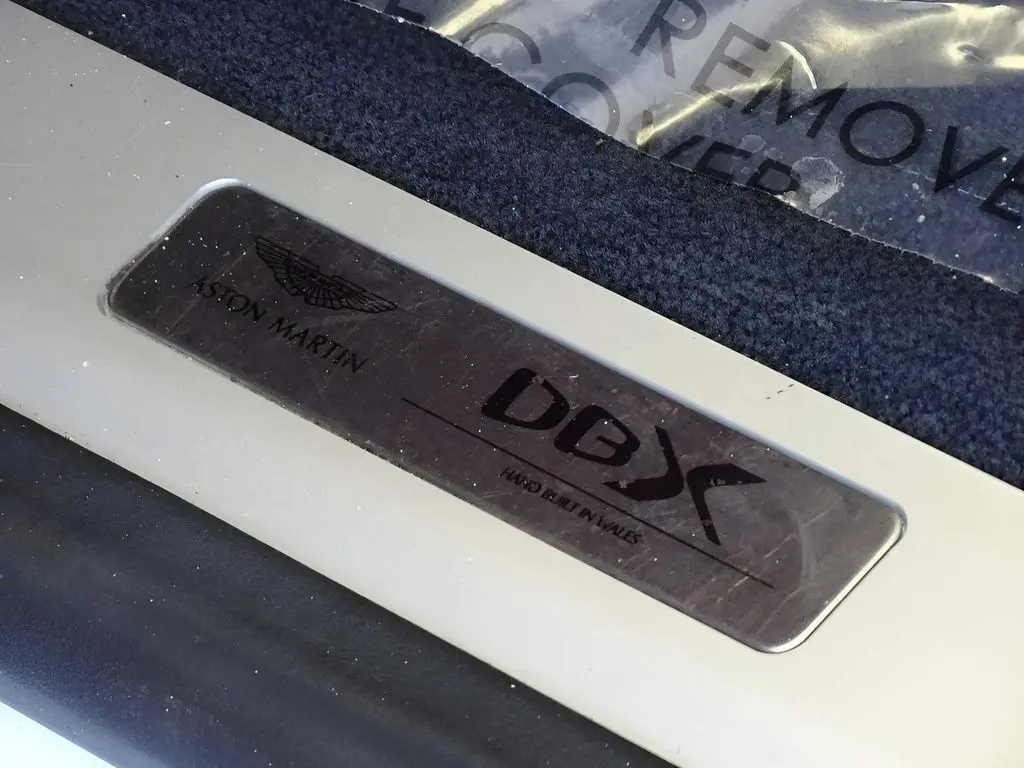 REMOVE
COVER
ASTON MARTIN
DBX
HAND BUILT IN WALES